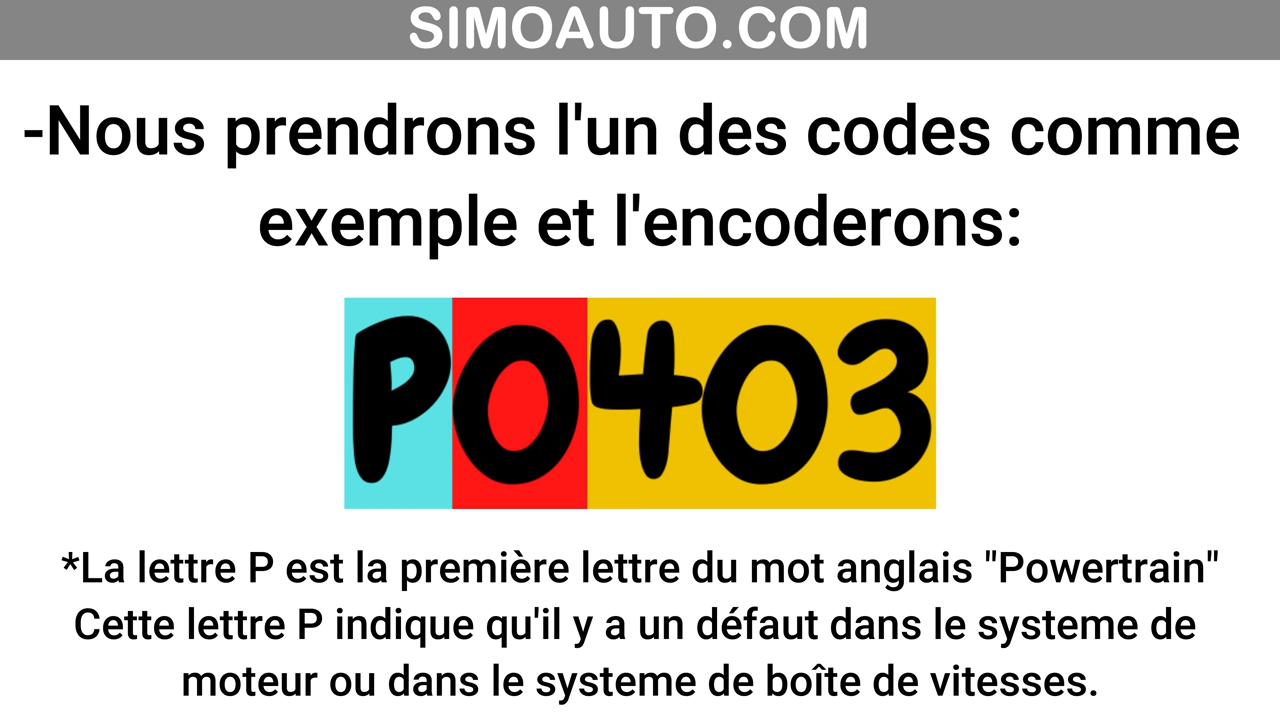 SIMOAUTO.COM
-Nous prendrons l'un des codes comme
exemple et l'encoderons:
P0403
*La lettre P est la première lettre du mot anglais "Powertrain"
Cette lettre P indique qu'il y a un défaut dans le systeme de
moteur ou dans le systeme de boîte de vitesses.